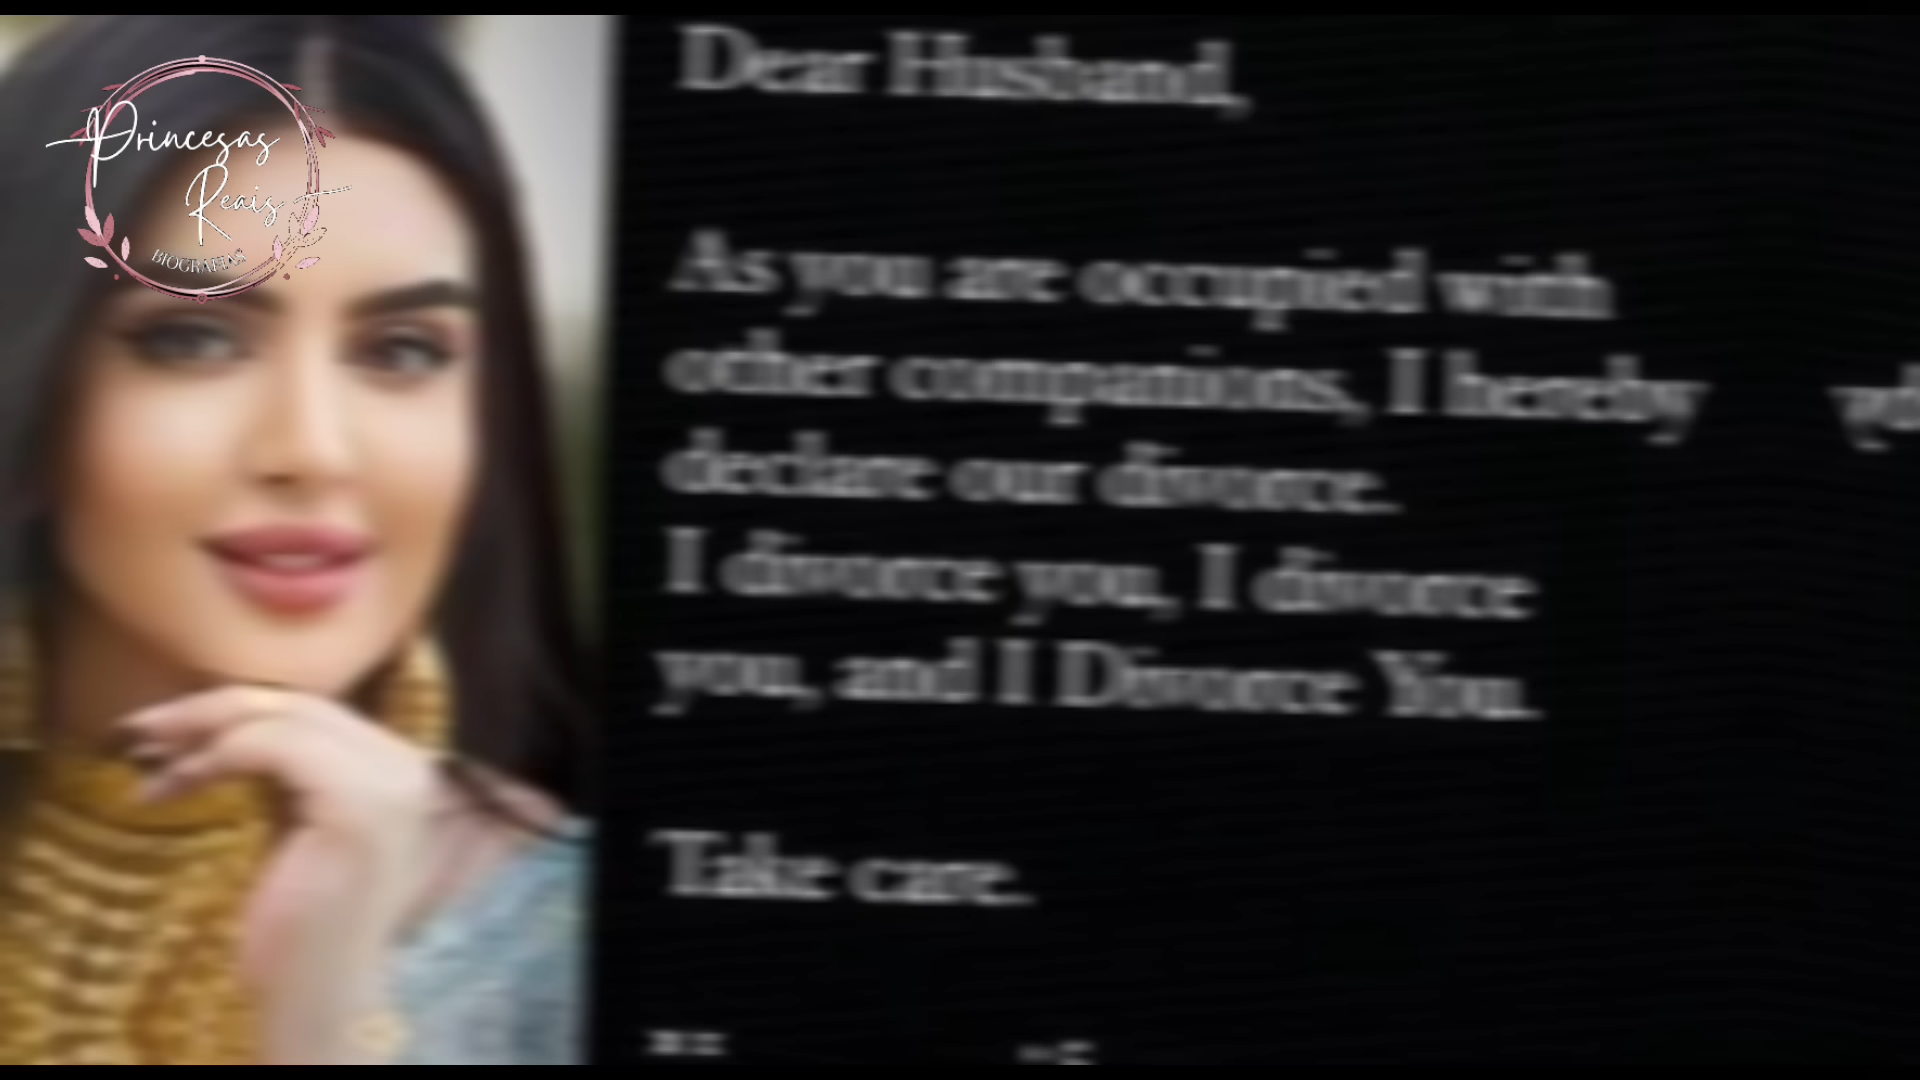 Princesas
Reais
BIOGRAFIAS
Dear Husband,
As you are occupied with
other companions, I hereby
declare our divorce.
I divorce you, I divorce
you, and I Divorce You.
Take care.